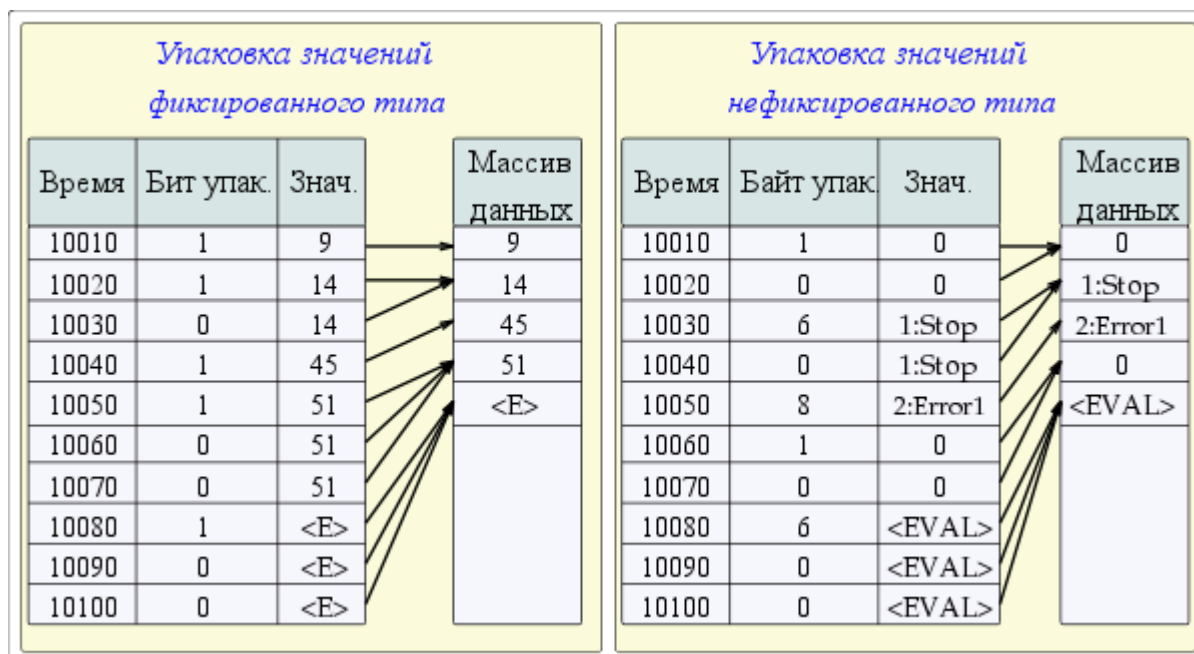 Упаковка значений
фиксированного типа
Время Бит упак. Знач. Массив данных
10010 1 9 9
10020 1 14 14
10030 0 14 45
10040 1 45 51
10050 1 51 <E>
10060 0 51
10070 0 51
10080 1 <E>
10090 0 <E>
10100 0 <E>
Упаковка значений
нефиксированного типа
Время Байт упак. Знач. Массив данных
10010 1 0 0
10020 0 0 1:Stop
10030 6 1:Stop 2:Error1
10040 0 1:Stop 0
10050 8 2:Error1 <EVAL>
10060 1 0
10070 0 0
10080 6 <EVAL>
10090 0 <EVAL>
10100 0 <EVAL>